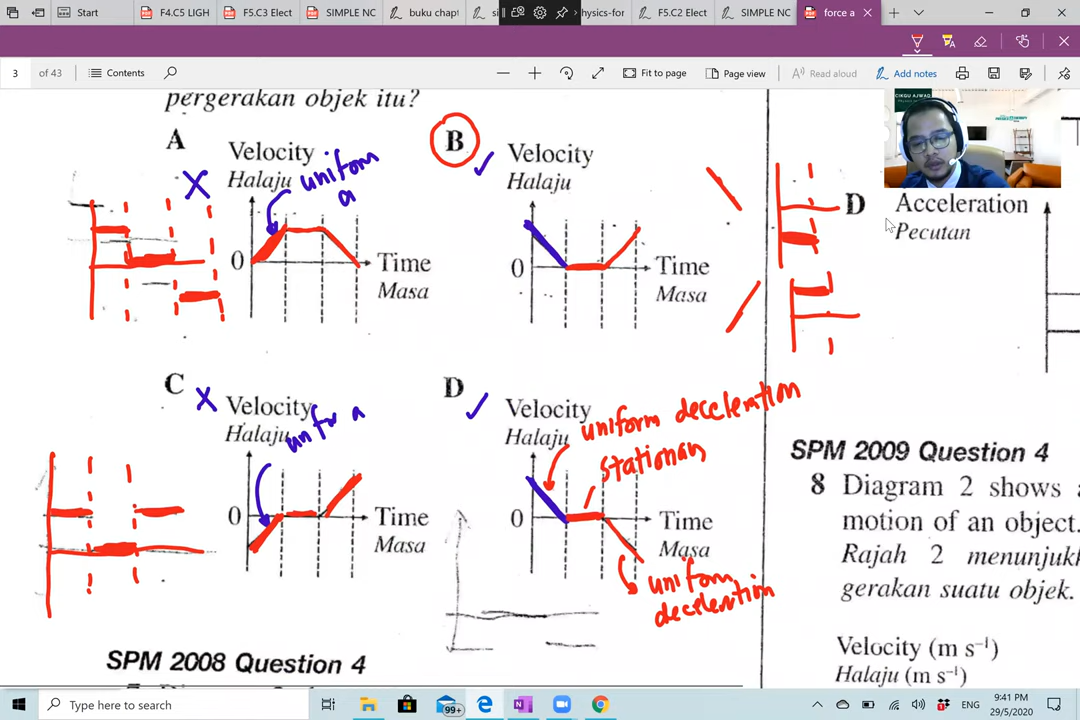 Start
F4.C5 LIGH
F5.C3 Elect
SIMPLE NC
buku chapt
si
hysics-for
F5.C2 Elect
SIMPLE NC
force a
3 of 43
Contents
Fit to page
Page view
Read aloud
Add notes
pergerakan objek itu?
A
Velocity
Halaju
uniform
a
0
Time
Masa
B
Velocity
Halaju
0
Time
Masa
CIKGU AJWAD
D
Acceleration
Pecutan
C
Velocity
Halaju
unifor a
0
Time
Masa
D
Velocity
Halaju
uniform deceleration
stationary
0
Time
Masa
uniform
deceleration
SPM 2008 Question 4
SPM 2009 Question 4
8 Diagram 2 shows a
motion of an object.
Rajah 2 menunjukk
gerakan suatu objek.
Velocity (m s⁻¹)
Halaju (m s⁻¹)
Type here to search
99+
ENG
9:41 PM
29/5/2020